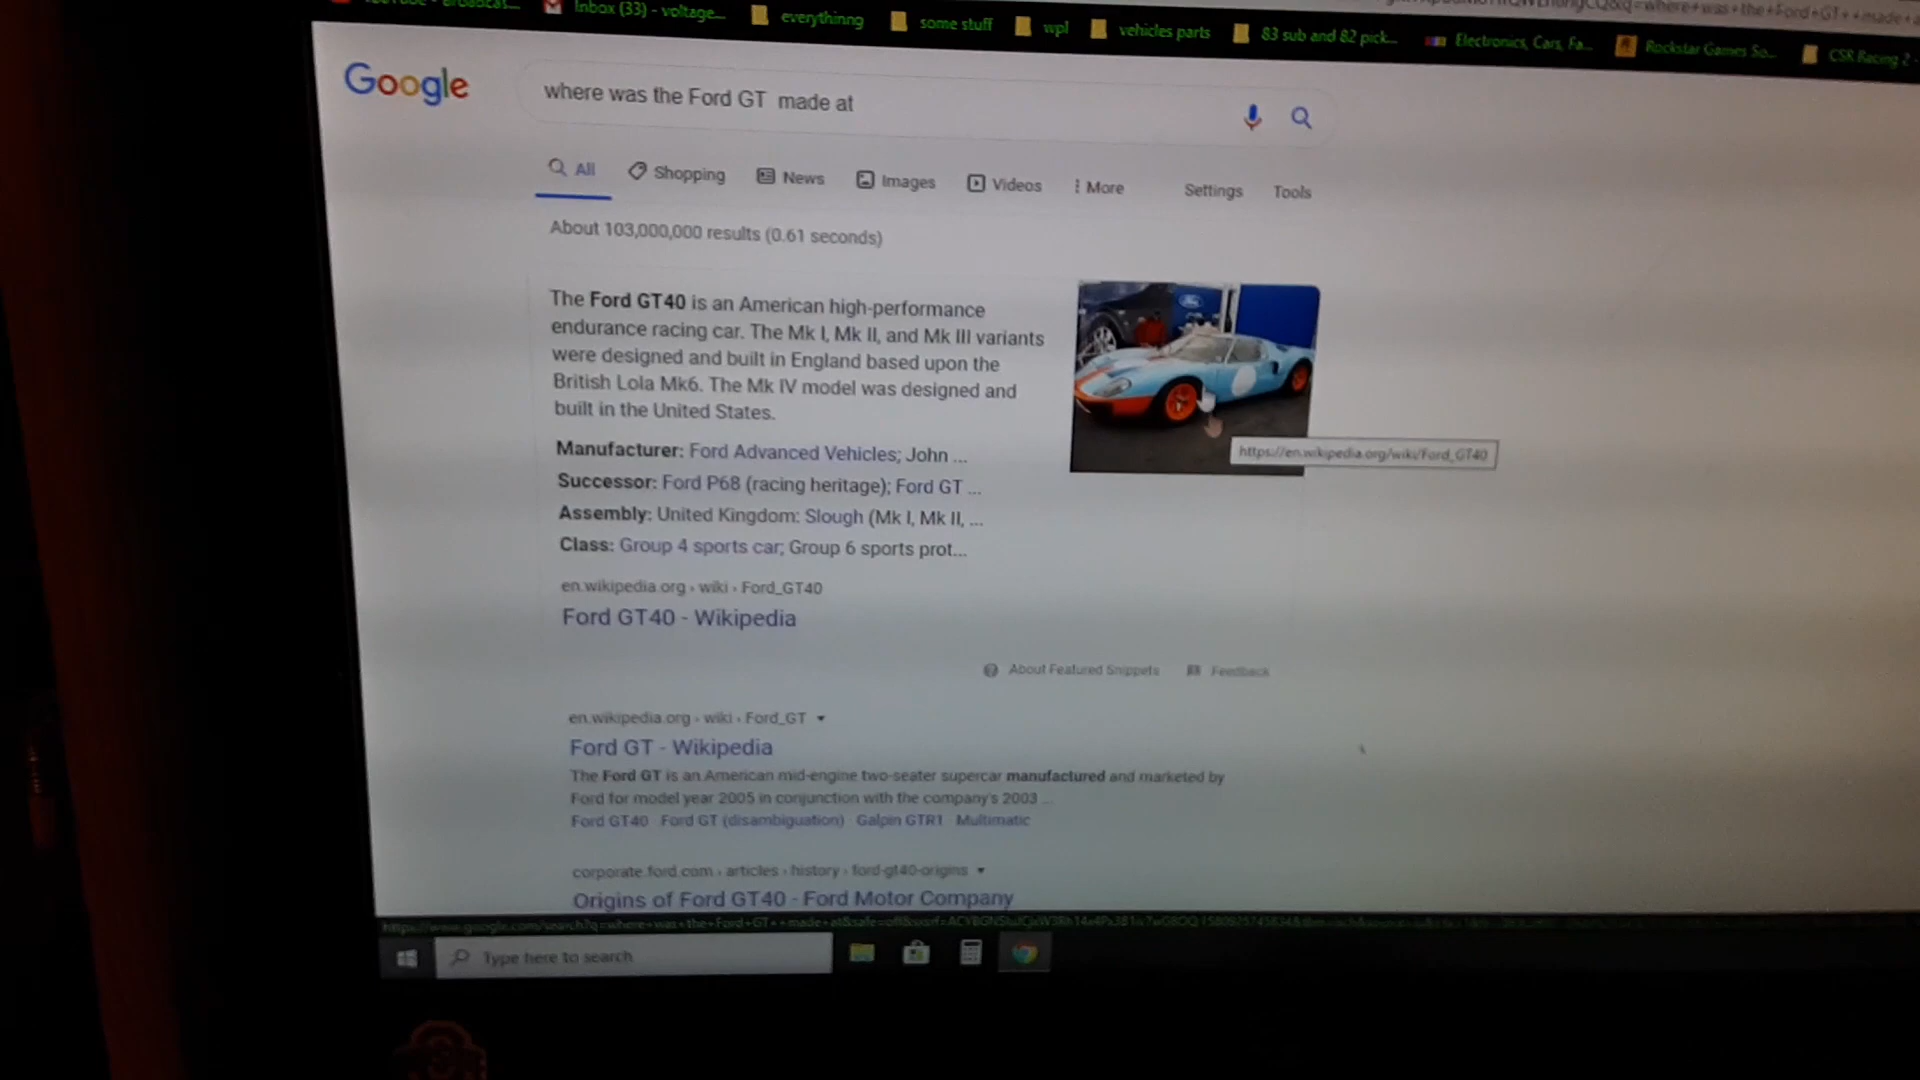 Inbox (33) - voltage...
everythinng
some stuff
wpl
vehicles parts
83 sub and 82 pick...
Electronics, Cars, Fa...
Rockstar Games So...
CSR Racing 2 -
Google
where was the Ford GT  made at
All
Shopping
News
Images
Videos
More
Settings
Tools
About 103,000,000 results (0.61 seconds)
The Ford GT40 is an American high-performance
endurance racing car. The Mk I, Mk II, and Mk III variants
were designed and built in England based upon the
British Lola Mk6. The Mk IV model was designed and
built in the United States.
Ford
https://en.wikipedia.org/wiki/Ford_GT40
Manufacturer: Ford Advanced Vehicles; John ...
Successor: Ford P68 (racing heritage); Ford GT ...
Assembly: United Kingdom: Slough (Mk I, Mk II, ...
Class: Group 4 sports car; Group 6 sports prot...
en.wikipedia.org › wiki › Ford_GT40
Ford GT40 - Wikipedia
About Featured Snippets
Feedback
en.wikipedia.org › wiki › Ford_GT
Ford GT - Wikipedia
The Ford GT is an American mid-engine two-seater supercar manufactured and marketed by
Ford for model year 2005 in conjunction with the company's 2003 ...
Ford GT40 · Ford GT (disambiguation) · Galpin GTR1 · Multimatic
corporate.ford.com › articles › history › ford-gt40-origins
Origins of Ford GT40 - Ford Motor Company
Type here to search